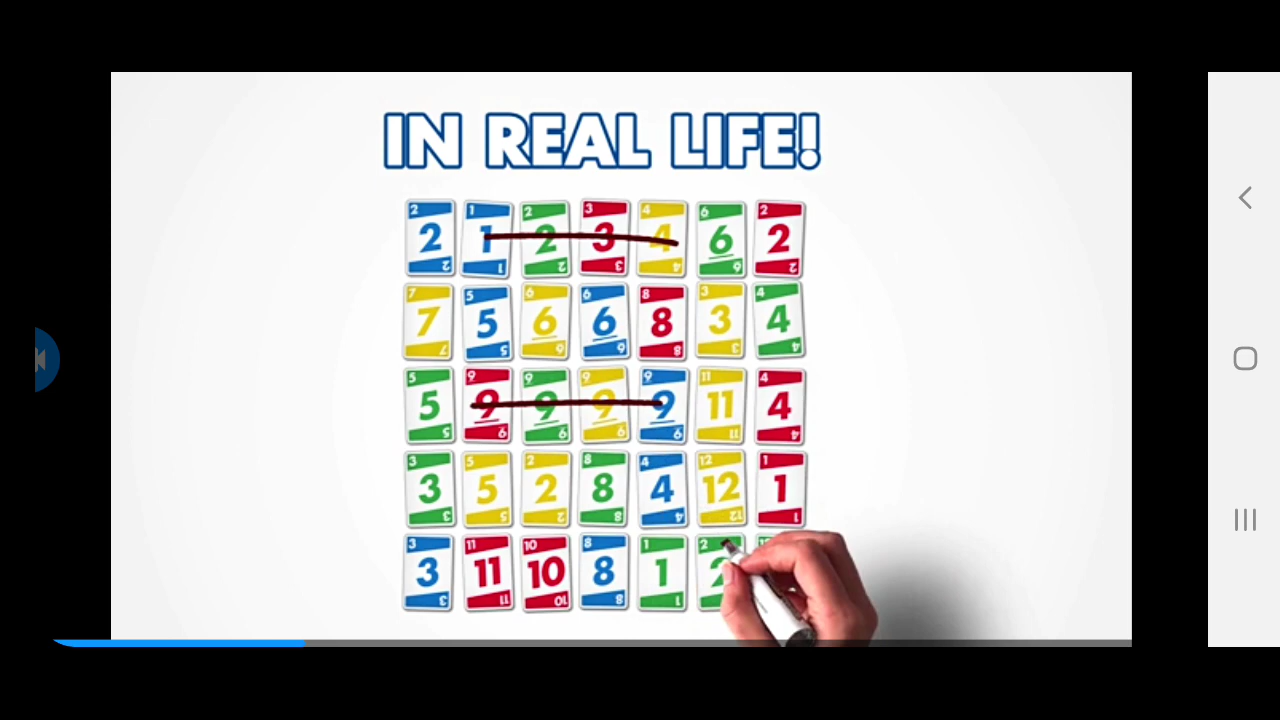 IN REAL LIFE!
2 1 2 3 4 6 2
7 5 6 6 8 3 4
5 9 9 9 9 11 4
3 5 2 8 4 12 1
3 11 10 8 1 2